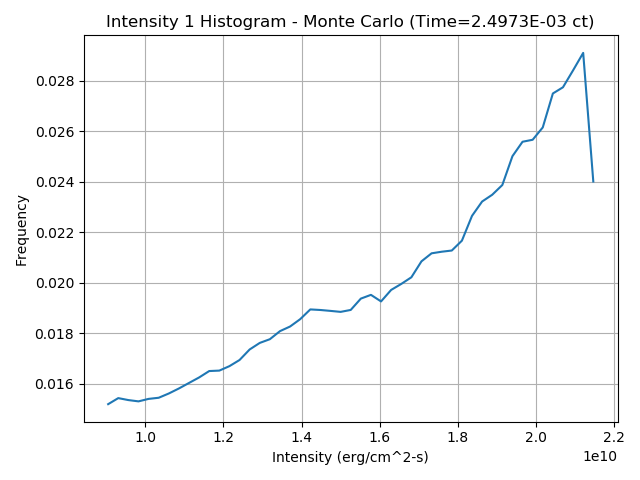 Intensity 1 Histogram - Monte Carlo (Time=2.4973E-03 ct)
0.028
0.026
0.024
0.022
0.020
0.018
0.016
Frequency
1.0 1.2 1.4 1.6 1.8 2.0 2.2
1e10
Intensity (erg/cm^2-s)